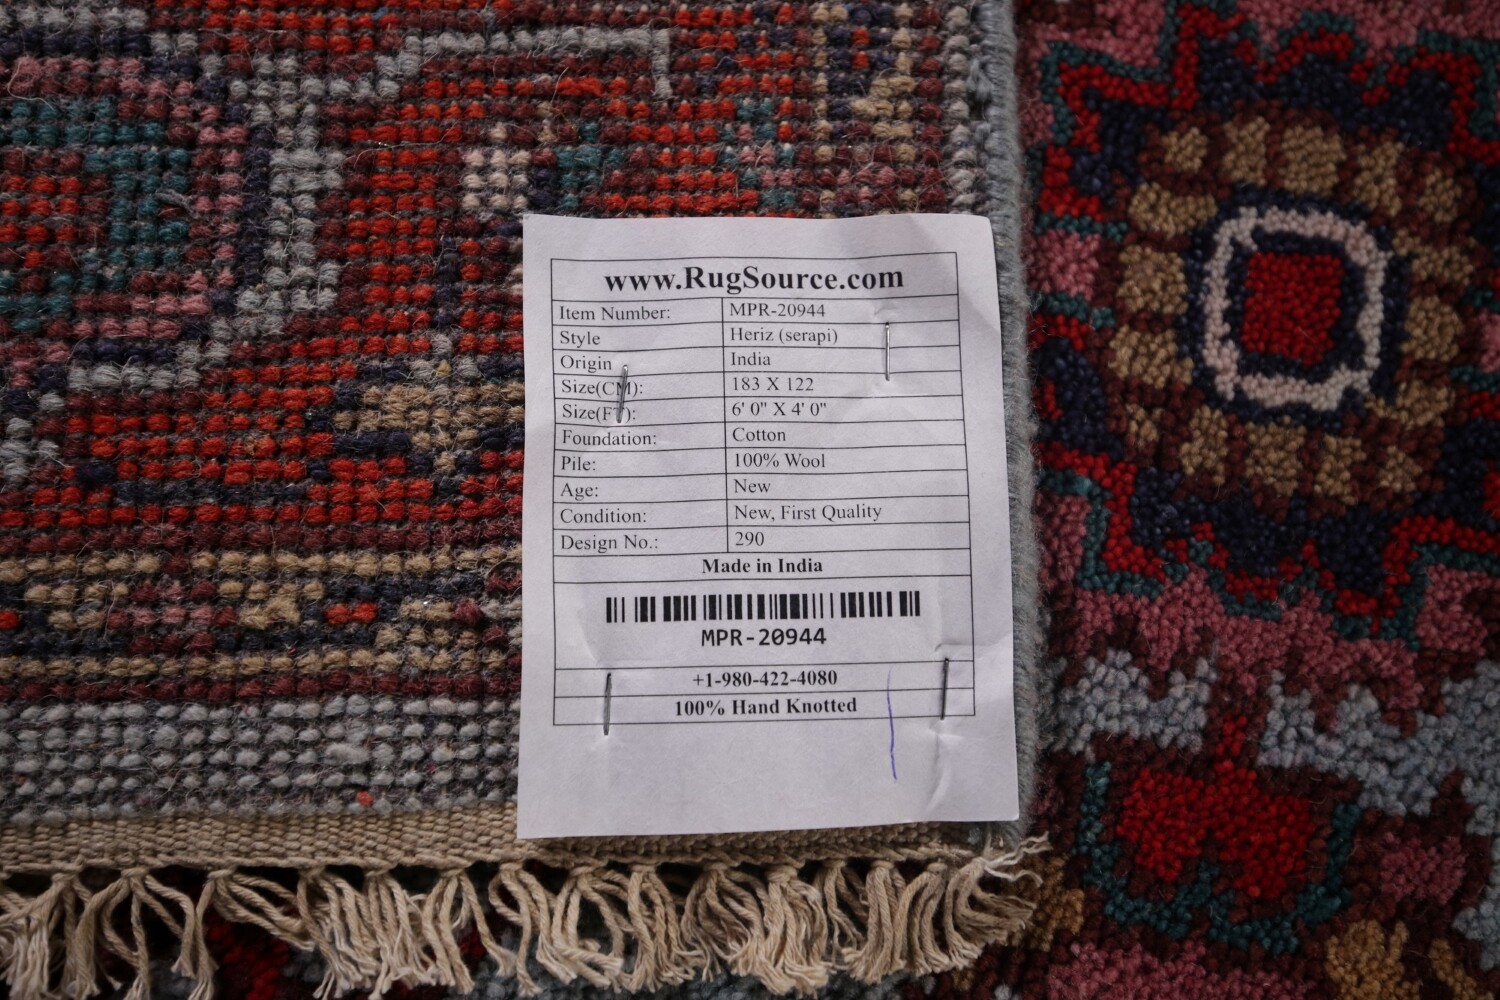 www.RugSource.com
Item Number: MPR-20944
Style Heriz (serapi)
Origin India
Size(CM): 183 X 122
Size(FT): 6' 0" X 4' 0"
Foundation: Cotton
Pile: 100% Wool
Age: New
Condition: New, First Quality
Design No.: 290
Made in India
MPR-20944
+1-980-422-4080
100% Hand Knotted